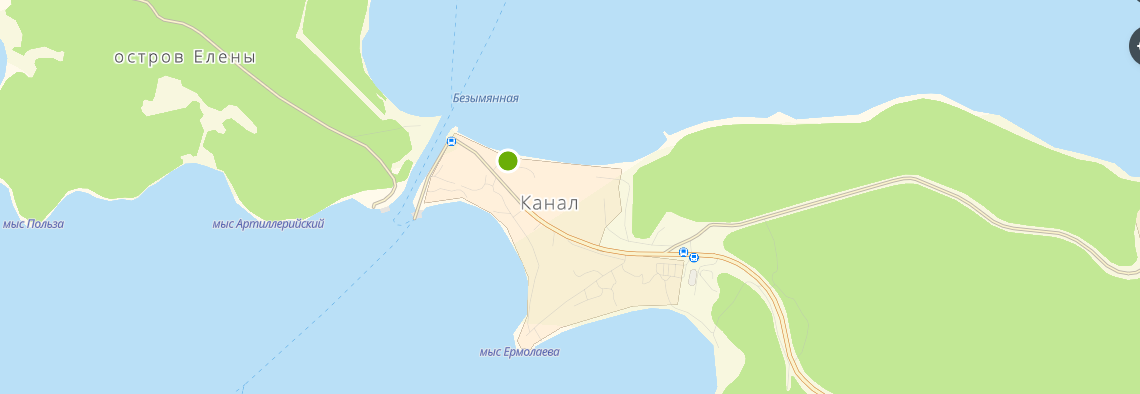 остров Елены
Безымянная
Канал
мыс Польза
мыс Артиллерийский
мыс Ермолаева